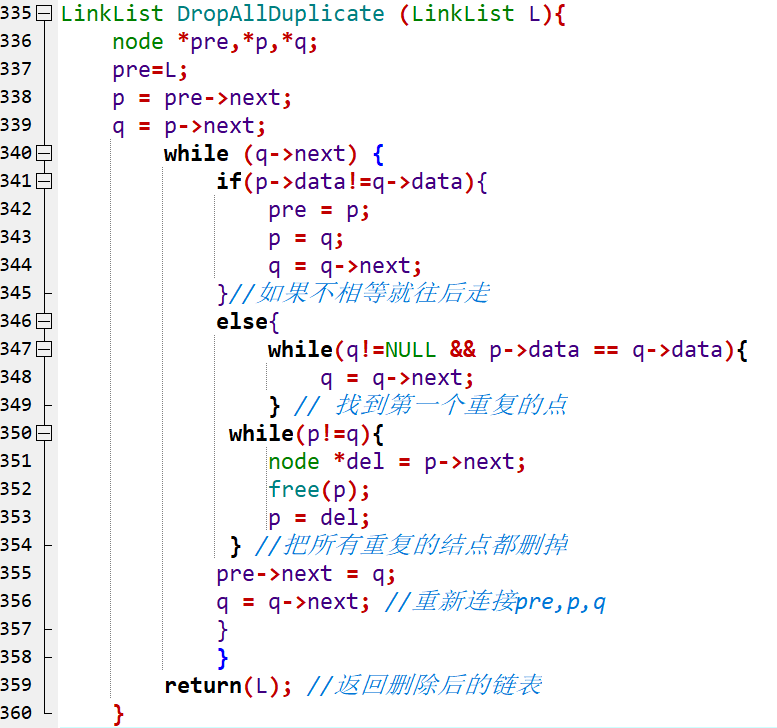 335 LinkList DropAllDuplicate (LinkList L){
336 node *pre,*p,*q;
337 pre=L;
338 p = pre->next;
339 q = p->next;
340 while (q->next) {
341 if(p->data!=q->data){
342 pre = p;
343 p = q;
344 q = q->next;
345 }//如果不相等就往后走
346 else{
347 while(q!=NULL && p->data == q->data){
348 q = q->next;
349 } // 找到第一个重复的点
350 while(p!=q){
351 node *del = p->next;
352 free(p);
353 p = del;
354 } //把所有重复的结点都删掉
355 pre->next = q;
356 q = q->next; //重新连接pre,p,q
357 }
358 }
359 return(L); //返回删除后的链表
360 }